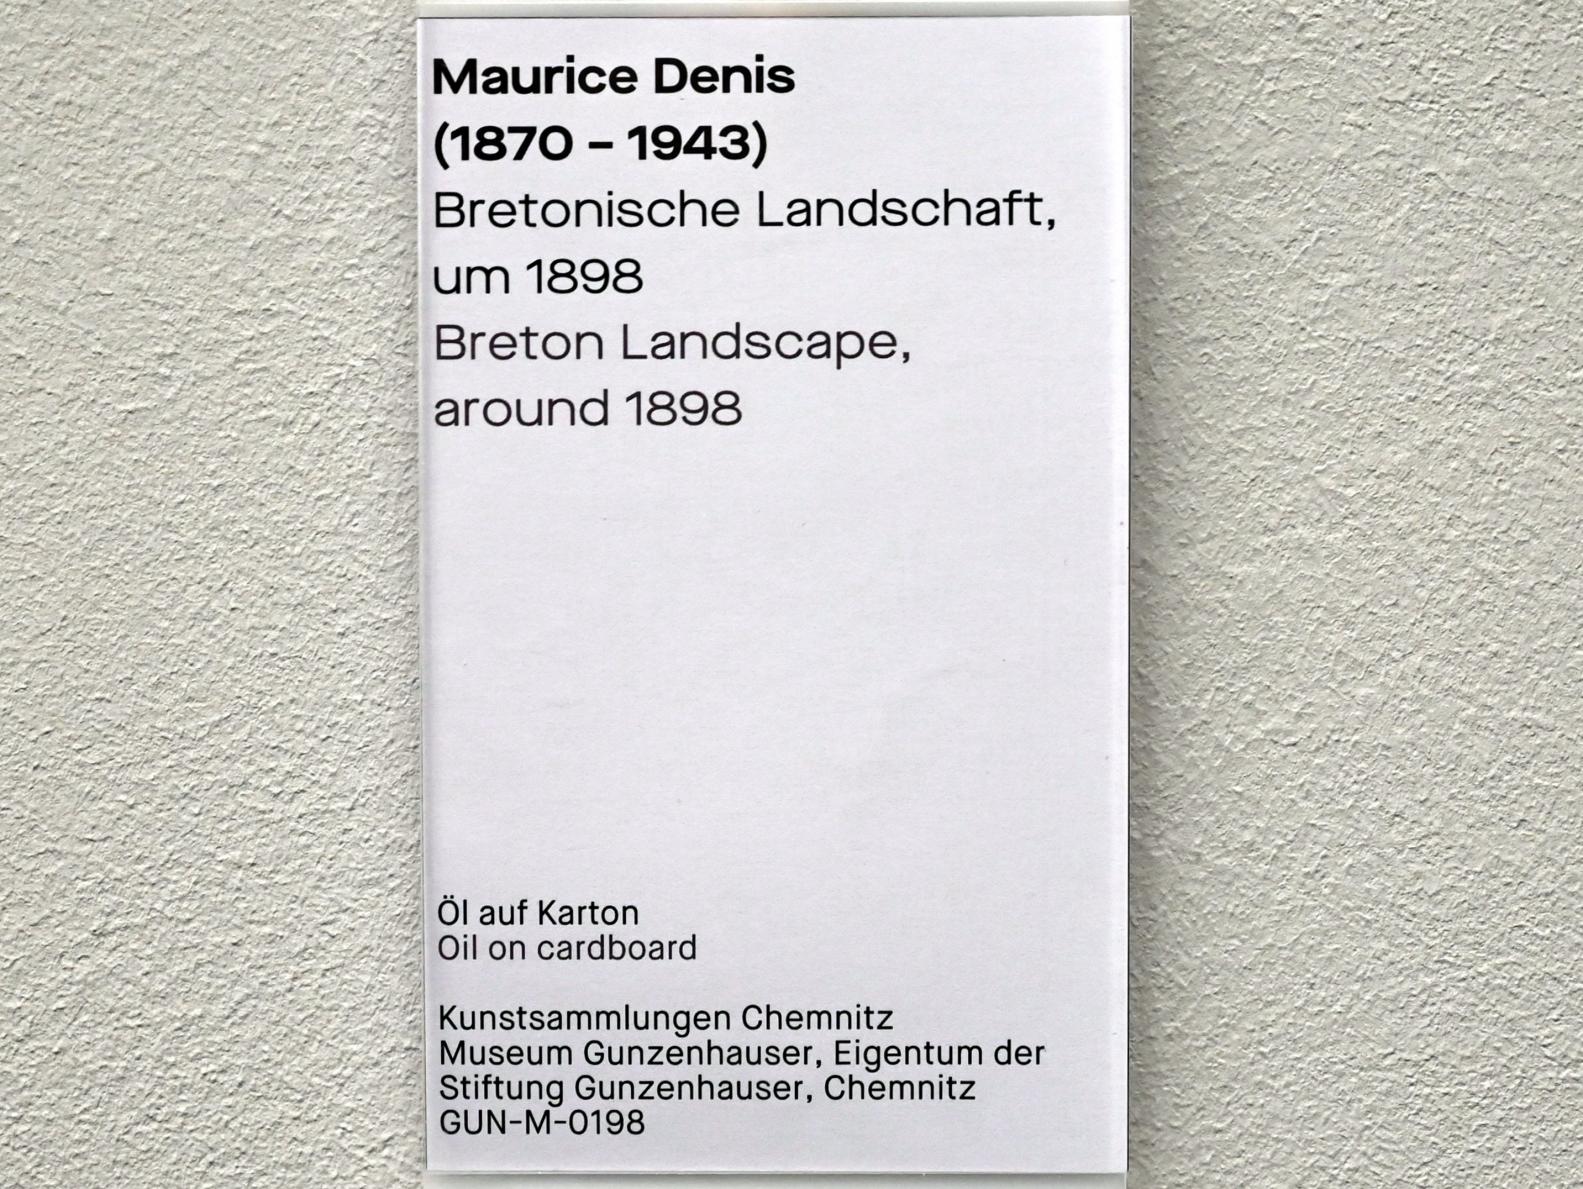 Maurice Denis
(1870 – 1943)
Bretonische Landschaft,
um 1898
Breton Landscape,
around 1898
Öl auf Karton
Oil on cardboard
Kunstsammlungen Chemnitz
Museum Gunzenhauser, Eigentum der
Stiftung Gunzenhauser, Chemnitz
GUN-M-0198